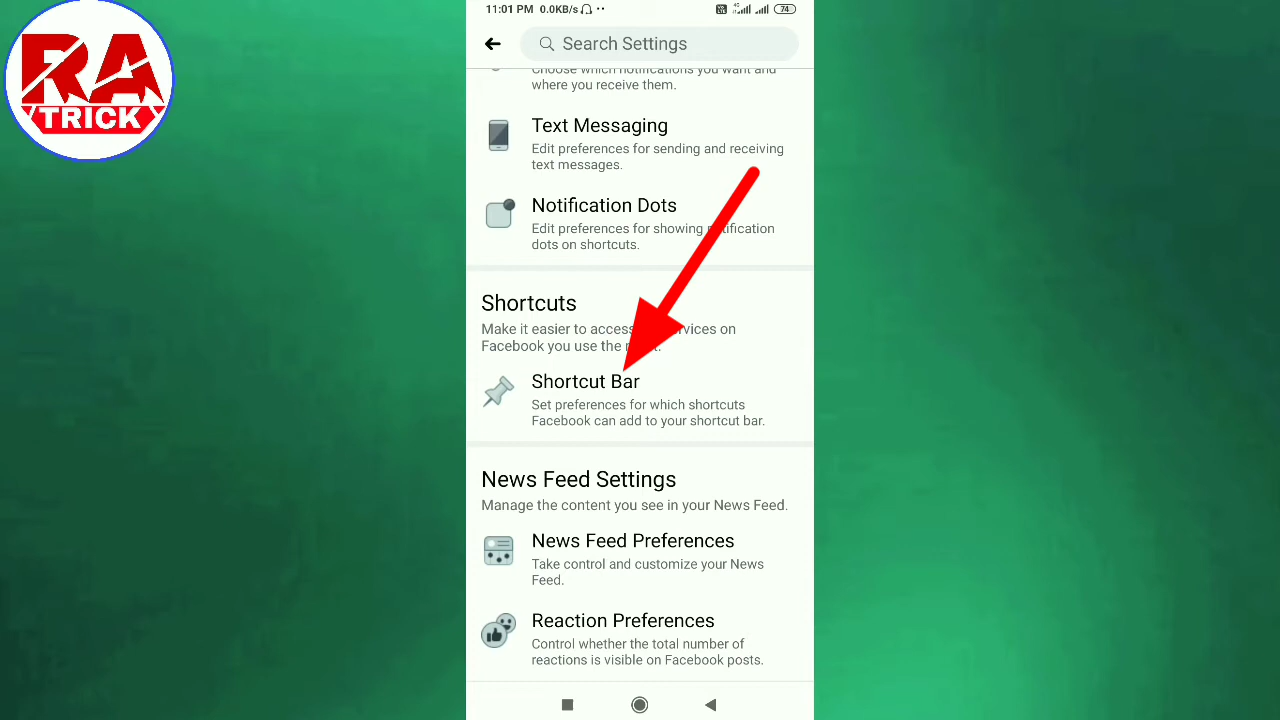 RA
TRICK
11:01 PM 0.0KB/s
4G
74
Search Settings
Choose which notifications you want and
where you receive them.
Text Messaging
Edit preferences for sending and receiving
text messages.
Notification Dots
Edit preferences for showing notification
dots on shortcuts.
Shortcuts
Make it easier to access services on
Facebook you use the
Shortcut Bar
Set preferences for which shortcuts
Facebook can add to your shortcut bar.
News Feed Settings
Manage the content you see in your News Feed.
News Feed Preferences
Take control and customize your News
Feed.
Reaction Preferences
Control whether the total number of
reactions is visible on Facebook posts.